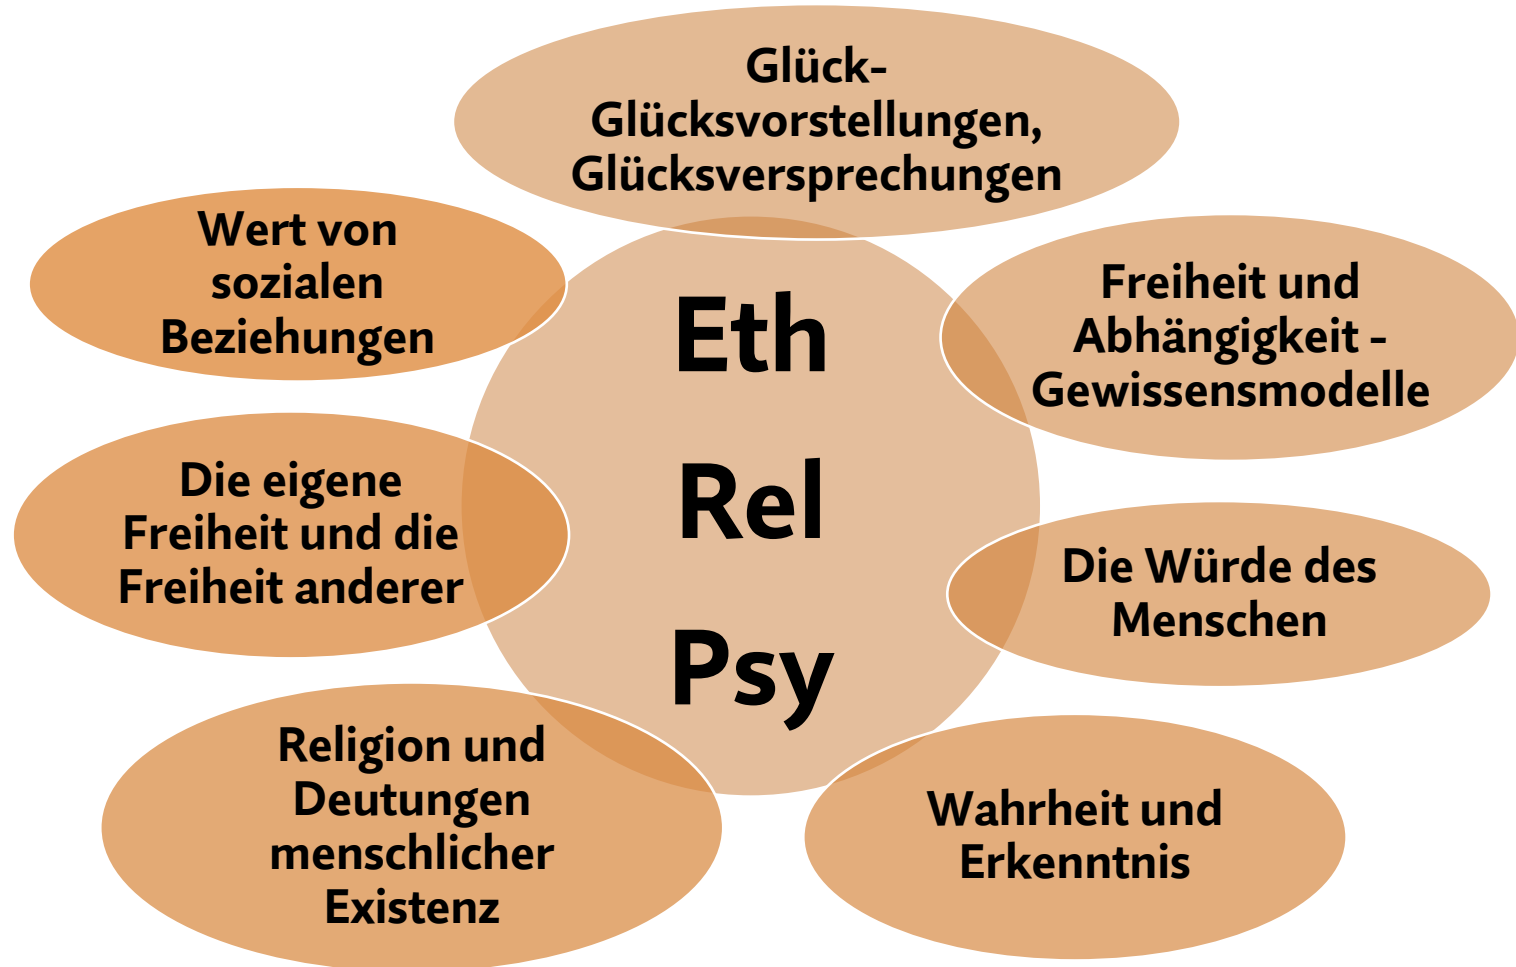 Glück-
Glücksvorstellungen,
Glücksversprechungen
Wert von
sozialen
Beziehungen
Freiheit und
Abhängigkeit -
Gewissensmodelle
Eth
Rel
Psy
Die eigene
Freiheit und die
Freiheit anderer
Die Würde des
Menschen
Religion und
Deutungen
menschlicher
Existenz
Wahrheit und
Erkenntnis